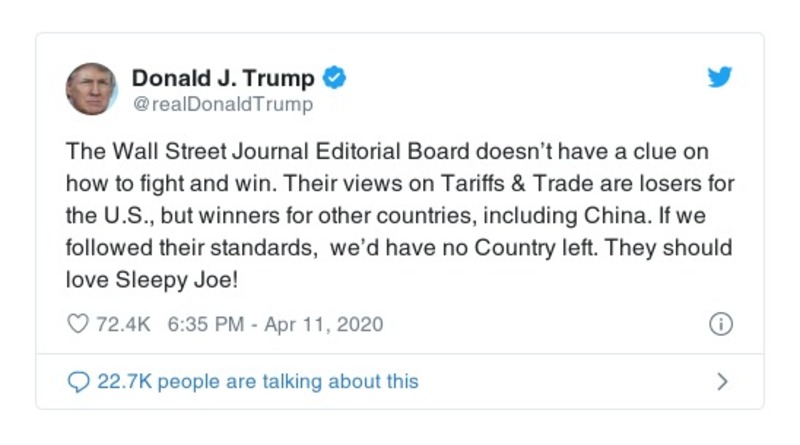 Donald J. Trump
@realDonaldTrump
The Wall Street Journal Editorial Board doesn’t have a clue on
how to fight and win. Their views on Tariffs & Trade are losers for
the U.S., but winners for other countries, including China. If we
followed their standards,  we’d have no Country left. They should
love Sleepy Joe!
72.4K 6:35 PM - Apr 11, 2020
22.7K people are talking about this